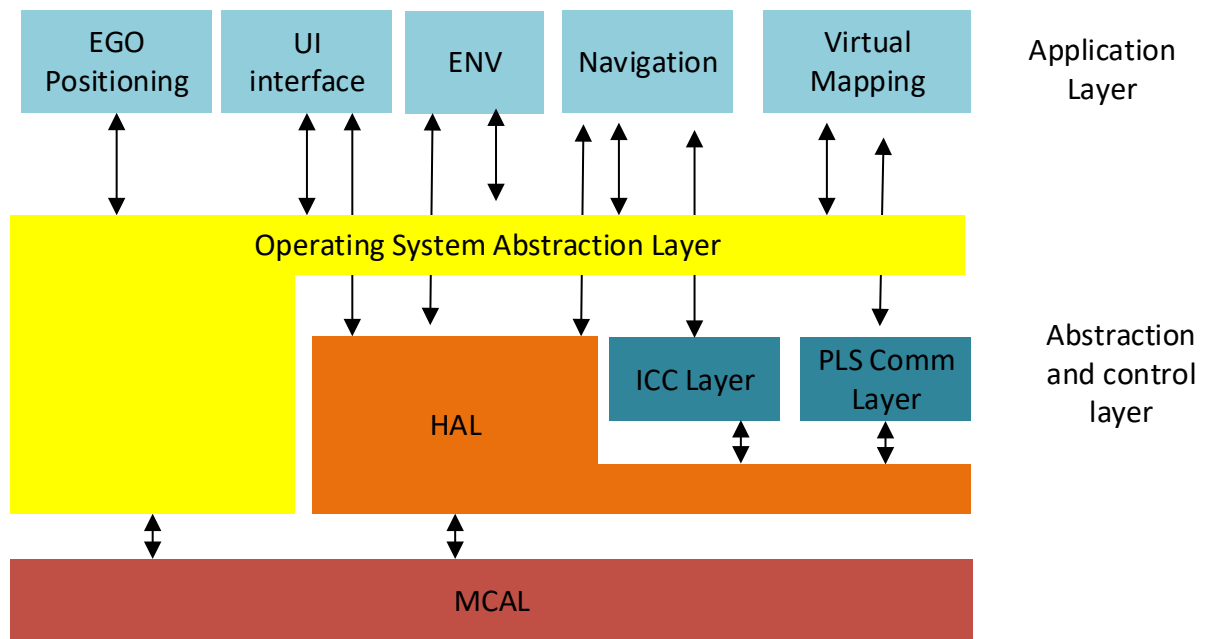 EGO
Positioning
UI
interface
ENV
Navigation
Virtual
Mapping
Application
Layer
Operating System Abstraction Layer
HAL
ICC Layer
PLS Comm
Layer
Abstraction
and control
layer
MCAL